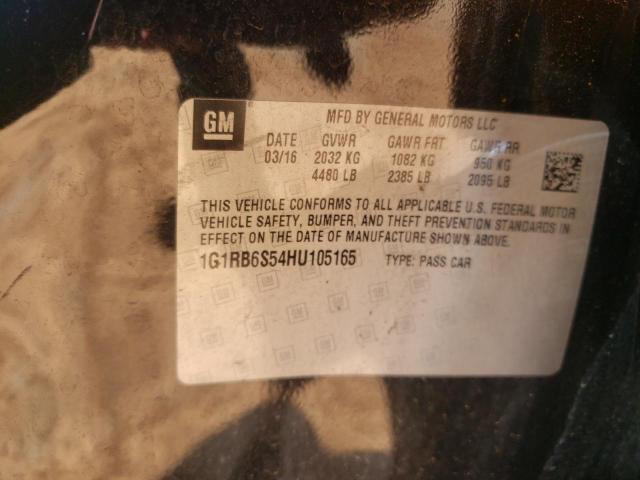 GM
MFD BY GENERAL MOTORS LLC
DATE GVWR GAWR FRT GAWR RR
03/16 2032 KG 1082 KG 950 KG
4480 LB 2385 LB 2095 LB
THIS VEHICLE CONFORMS TO ALL APPLICABLE U.S. FEDERAL MOTOR
VEHICLE SAFETY, BUMPER, AND THEFT PREVENTION STANDARDS IN
EFFECT ON THE DATE OF MANUFACTURE SHOWN ABOVE.
1G1RB6S54HU105165 TYPE: PASS CAR